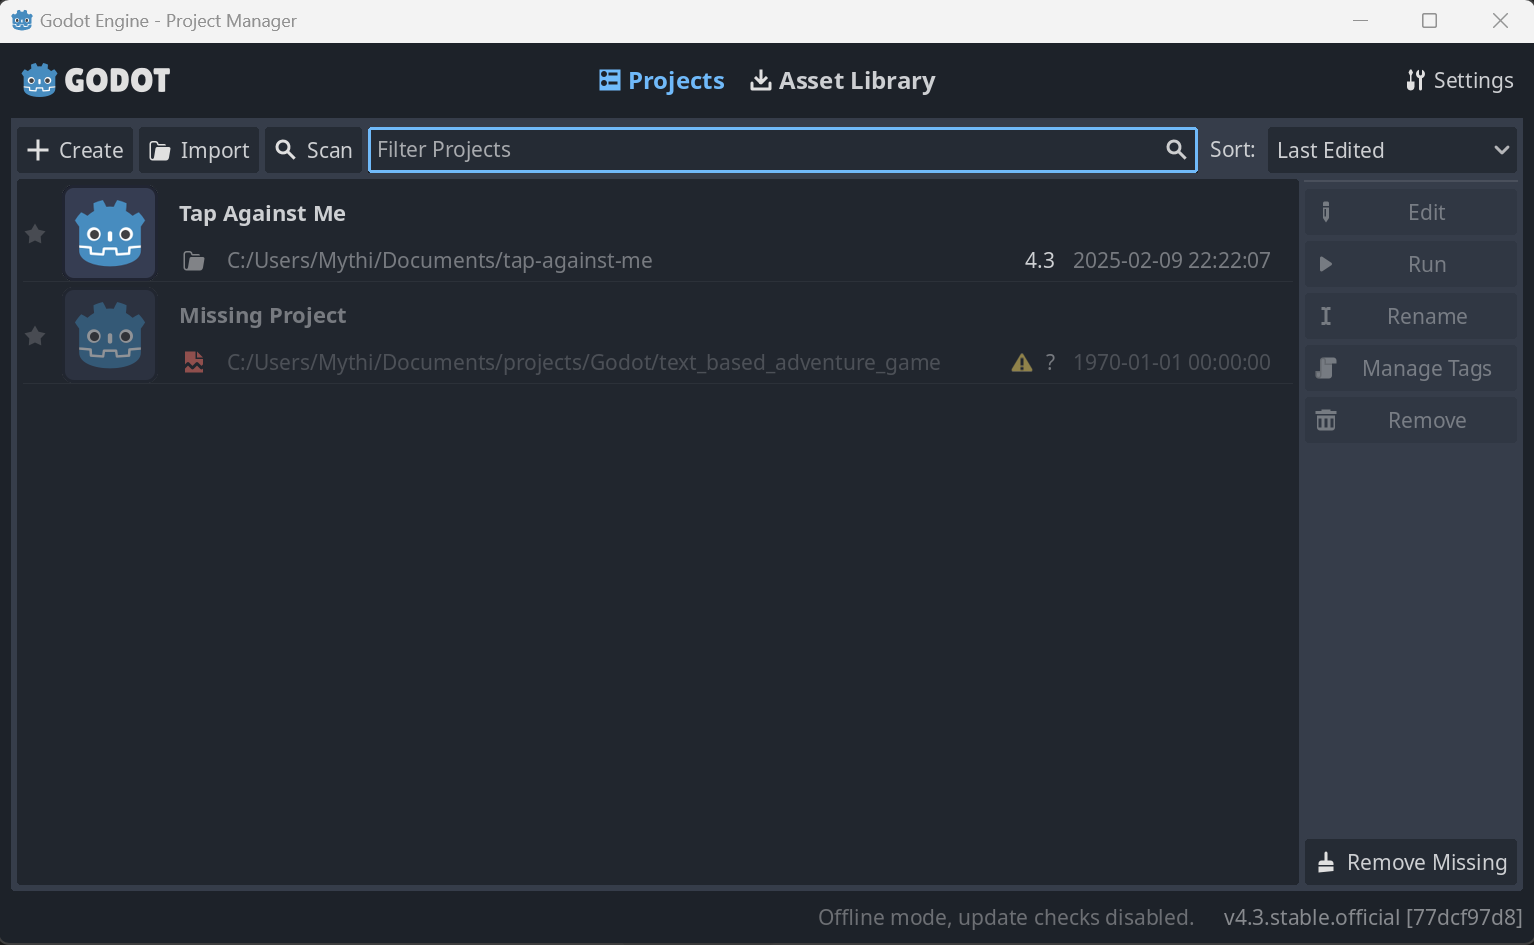 Godot Engine - Project Manager
GODOT
Projects
Asset Library
Settings
Create
Import
Scan
Filter Projects
Sort:
Last Edited
Tap Against Me
C:/Users/Mythi/Documents/tap-against-me
4.3
2025-02-09 22:22:07
Missing Project
C:/Users/Mythi/Documents/projects/Godot/text_based_adventure_game
?
1970-01-01 00:00:00
Edit
Run
Rename
Manage Tags
Remove
Remove Missing
Offline mode, update checks disabled.
v4.3.stable.official [77dcf97d8]